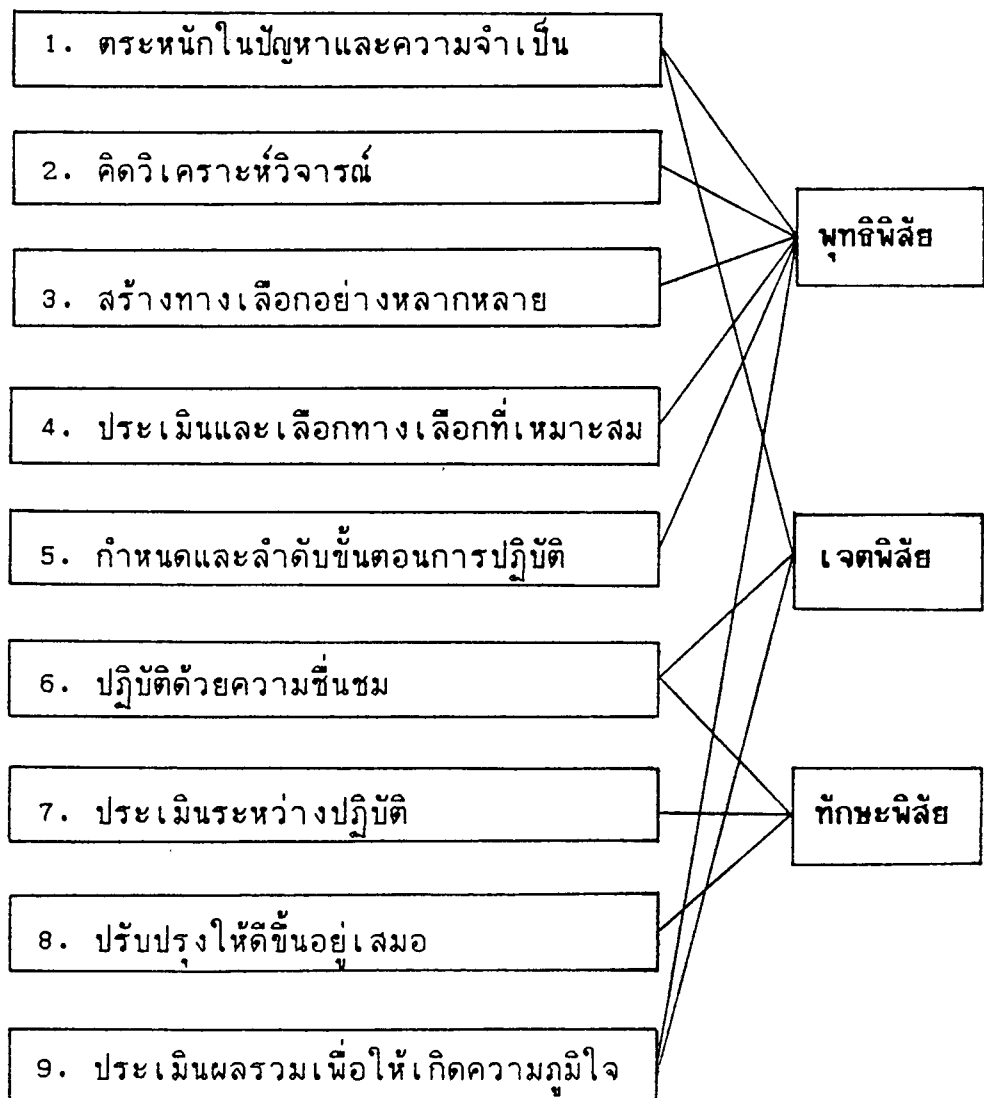 1. ตระหนักในปัญหาและความจำเป็น
2. คิดวิเคราะห์วิจารณ์
3. สร้างทางเลือกอย่างหลากหลาย
4. ประเมินและเลือกทางเลือกที่เหมาะสม
5. กำหนดและลำดับขั้นตอนการปฏิบัติ
6. ปฏิบัติด้วยความชื่นชม
7. ประเมินระหว่างปฏิบัติ
8. ปรับปรุงให้ดีขึ้นอยู่เสมอ
9. ประเมินผลรวมเพื่อให้เกิดความภูมิใจ
พุทธิพิสัย
เจตพิสัย
ทักษะพิสัย